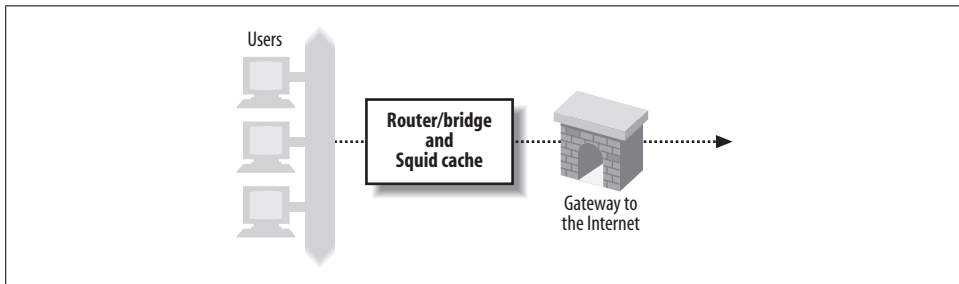 Users
Router/bridge
and
Squid cache
Gateway to
the Internet